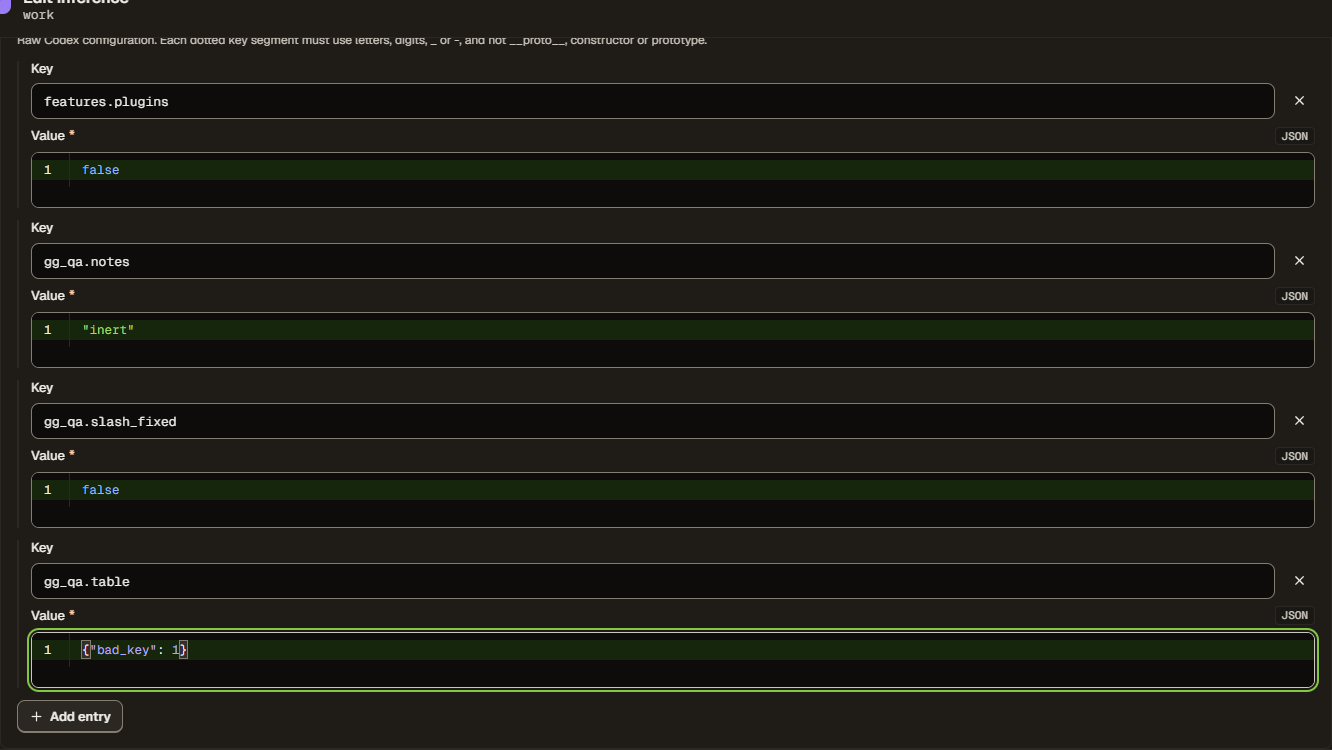 Edit Inference
work
Raw Codex configuration. Each dotted key segment must use letters, digits, _ or -, and not __proto__, constructor or prototype.
Key
features.plugins
Value *
JSON
1 false
Key
gg_qa.notes
Value *
JSON
1 "inert"
Key
gg_qa.slash_fixed
Value *
JSON
1 false
Key
gg_qa.table
Value *
JSON
1 {"bad_key": 1}
+ Add entry